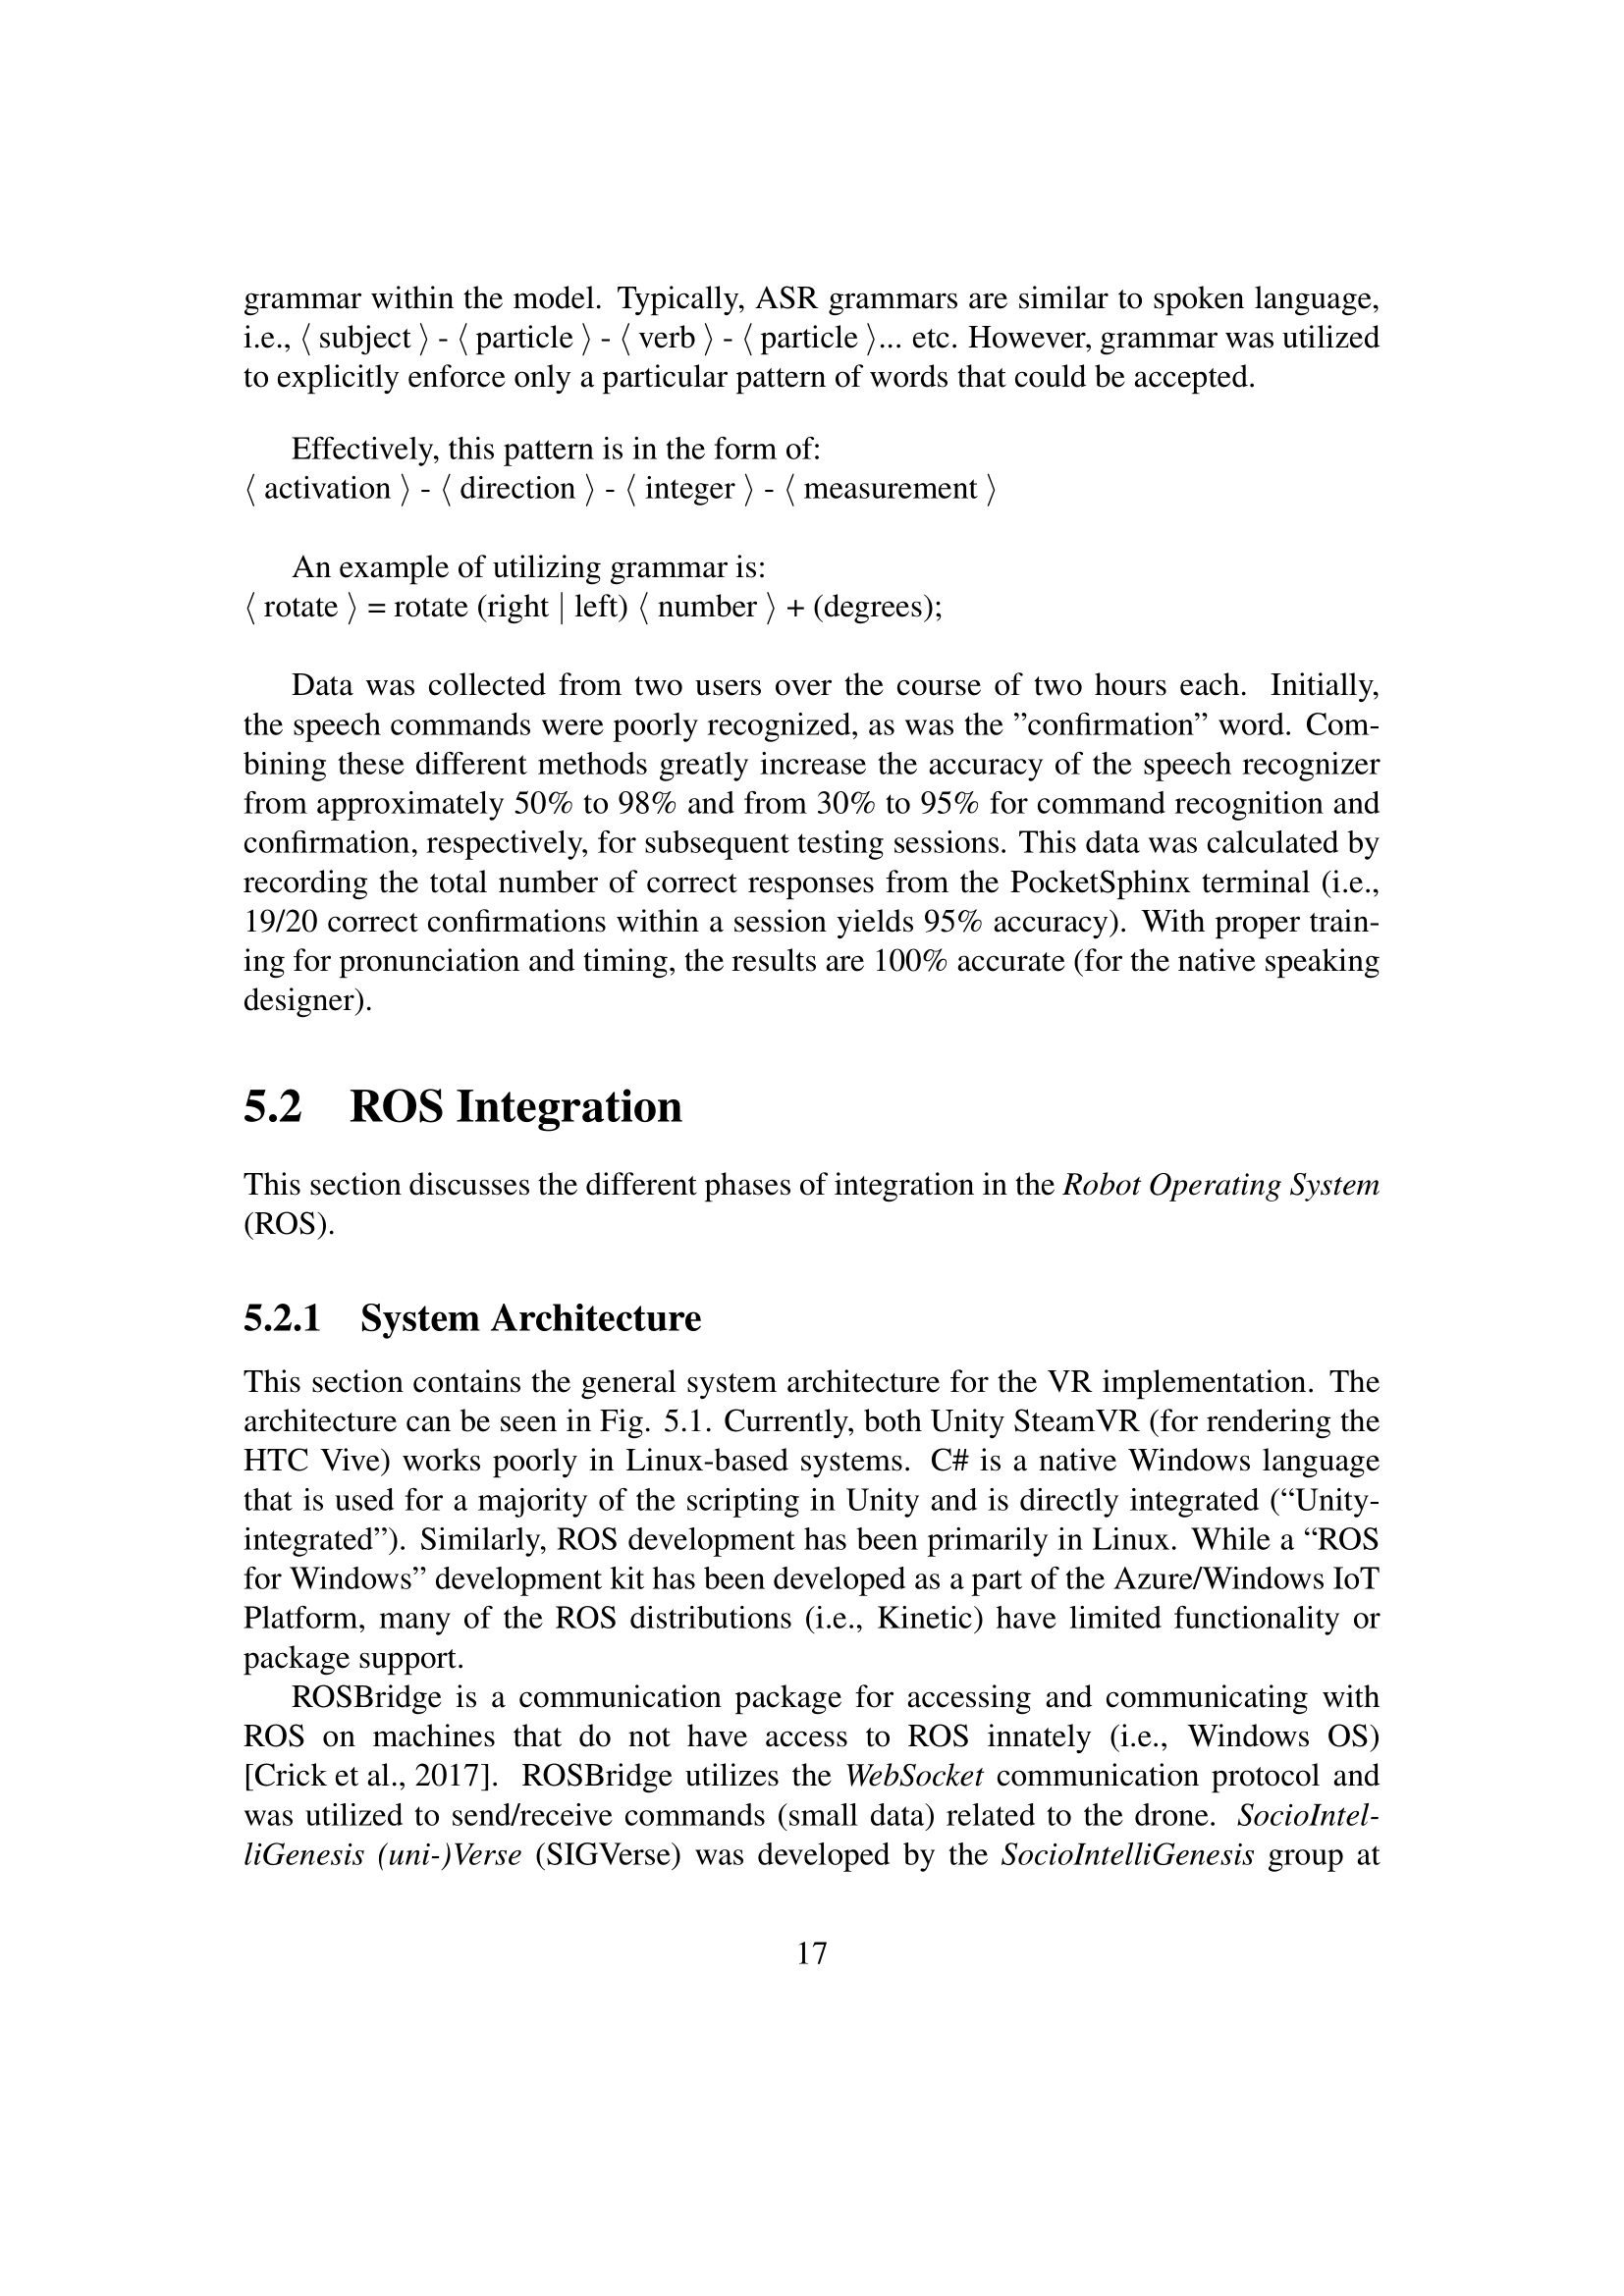 grammar within the model. Typically, ASR grammars are similar to spoken language,
i.e., ⟨ subject ⟩ - ⟨ particle ⟩ - ⟨ verb ⟩ - ⟨ particle ⟩... etc. However, grammar was utilized
to explicitly enforce only a particular pattern of words that could be accepted.
Effectively, this pattern is in the form of:
⟨ activation ⟩ - ⟨ direction ⟩ - ⟨ integer ⟩ - ⟨ measurement ⟩
An example of utilizing grammar is:
⟨ rotate ⟩ = rotate (right | left) ⟨ number ⟩ + (degrees);
Data was collected from two users over the course of two hours each. Initially,
the speech commands were poorly recognized, as was the ”confirmation” word. Com-
bining these different methods greatly increase the accuracy of the speech recognizer
from approximately 50% to 98% and from 30% to 95% for command recognition and
confirmation, respectively, for subsequent testing sessions. This data was calculated by
recording the total number of correct responses from the PocketSphinx terminal (i.e.,
19/20 correct confirmations within a session yields 95% accuracy). With proper train-
ing for pronunciation and timing, the results are 100% accurate (for the native speaking
designer).
5.2 ROS Integration
This section discusses the different phases of integration in the Robot Operating System
(ROS).
5.2.1 System Architecture
This section contains the general system architecture for the VR implementation. The
architecture can be seen in Fig. 5.1. Currently, both Unity SteamVR (for rendering the
HTC Vive) works poorly in Linux-based systems. C# is a native Windows language
that is used for a majority of the scripting in Unity and is directly integrated (“Unity-
integrated”). Similarly, ROS development has been primarily in Linux. While a “ROS
for Windows” development kit has been developed as a part of the Azure/Windows IoT
Platform, many of the ROS distributions (i.e., Kinetic) have limited functionality or
package support.
ROSBridge is a communication package for accessing and communicating with
ROS on machines that do not have access to ROS innately (i.e., Windows OS)
[Crick et al., 2017]. ROSBridge utilizes the WebSocket communication protocol and
was utilized to send/receive commands (small data) related to the drone. SocioIntel-
liGenesis (uni-)Verse (SIGVerse) was developed by the SocioIntelliGenesis group at
17